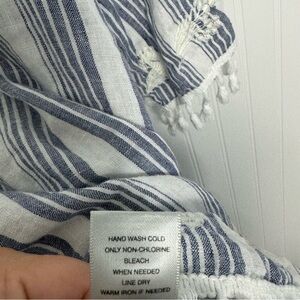 HAND WASH COLD
ONLY NON-CHLORINE
BLEACH
WHEN NEEDED
LINE DRY
WARM IRON IF NEEDED